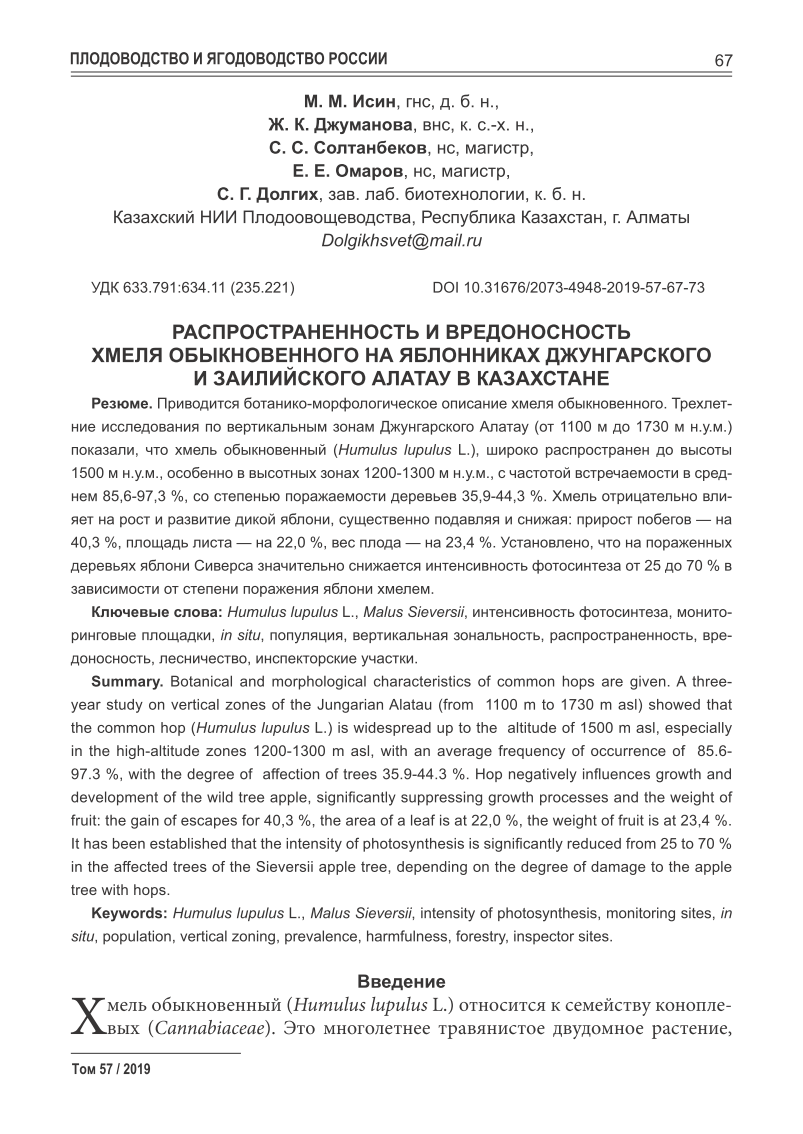 ПЛОДОВОДСТВО И ЯГОДОВОДСТВО РОССИИ 67
М. М. Исин, гнс, д. б. н.,
Ж. К. Джуманова, внс, к. с.-х. н.,
С. С. Солтанбеков, нс, магистр,
Е. Е. Омаров, нс, магистр,
С. Г. Долгих, зав. лаб. биотехнологии, к. б. н.
Казахский НИИ Плодоовощеводства, Республика Казахстан, г. Алматы
Dolgikhsvet@mail.ru
УДК 633.791:634.11 (235.221) DOI 10.31676/2073-4948-2019-57-67-73
РАСПРОСТРАНЕННОСТЬ И ВРЕДОНОСНОСТЬ
ХМЕЛЯ ОБЫКНОВЕННОГО НА ЯБЛОННИКАХ ДЖУНГАРСКОГО
И ЗАИЛИЙСКОГО АЛАТАУ В КАЗАХСТАНЕ
Резюме. Приводится ботанико-морфологическое описание хмеля обыкновенного. Трехлет-
ние исследования по вертикальным зонам Джунгарского Алатау (от 1100 м до 1730 м н.у.м.)
показали, что хмель обыкновенный (Humulus lupulus L.), широко распространен до высоты
1500 м н.у.м., особенно в высотных зонах 1200-1300 м н.у.м., с частотой встречаемости в сред-
нем 85,6-97,3 %, со степенью поражаемости деревьев 35,9-44,3 %. Хмель отрицательно вли-
яет на рост и развитие дикой яблони, существенно подавляя и снижая: прирост побегов — на
40,3 %, площадь листа — на 22,0 %, вес плода — на 23,4 %. Установлено, что на пораженных
деревьях яблони Сиверса значительно снижается интенсивность фотосинтеза от 25 до 70 % в
зависимости от степени поражения яблони хмелем.
Ключевые слова: Humulus lupulus L., Malus Sieversii, интенсивность фотосинтеза, монито-
ринговые площадки, in situ, популяция, вертикальная зональность, распространенность, вре-
доносность, лесничество, инспекторские участки.
Summary. Botanical and morphological characteristics of common hops are given. A three-
year study on vertical zones of the Jungarian Alatau (from 1100 m to 1730 m asl) showed that
the common hop (Humulus lupulus L.) is widespread up to the altitude of 1500 m asl, especially
in the high-altitude zones 1200-1300 m asl, with an average frequency of occurrence of 85.6-
97.3 %, with the degree of affection of trees 35.9-44.3 %. Hop negatively influences growth and
development of the wild tree apple, significantly suppressing growth processes and the weight of
fruit: the gain of escapes for 40,3 %, the area of a leaf is at 22,0 %, the weight of fruit is at 23,4 %.
It has been established that the intensity of photosynthesis is significantly reduced from 25 to 70 %
in the affected trees of the Sieversii apple tree, depending on the degree of damage to the apple
tree with hops.
Keywords: Humulus lupulus L., Malus Sieversii, intensity of photosynthesis, monitoring sites, in
situ, population, vertical zoning, prevalence, harmfulness, forestry, inspector sites.
Введение
Хмель обыкновенный (Humulus lupulus L.) относится к семейству конопле-
вых (Cannabiaceae). Это многолетнее травянистое двудомное растение,
Том 57 / 2019